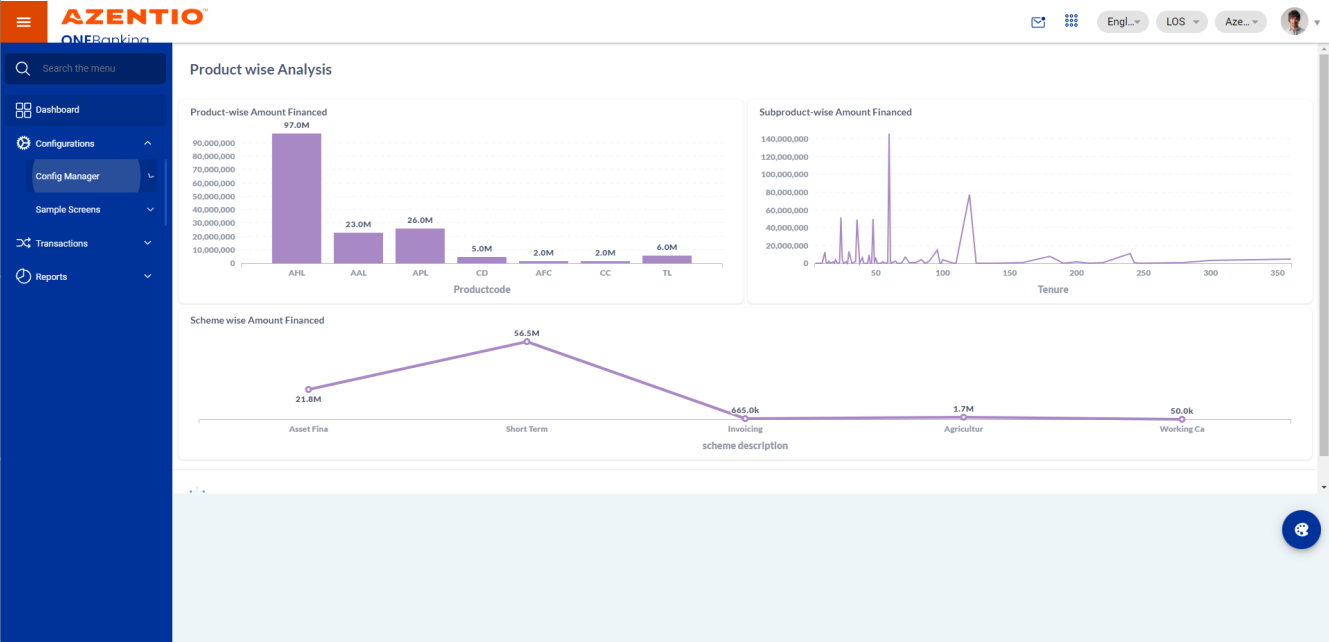 AZENTIO™
ONEBanking
Engl...
LOS
Aze...
Search the menu
Dashboard
Configurations
Config Manager
Sample Screens
Transactions
Reports
Product wise Analysis
Product-wise Amount Financed
97.0M
90,000,000
80,000,000
70,000,000
60,000,000
50,000,000
40,000,000
30,000,000
20,000,000
10,000,000
0
23.0M
26.0M
5.0M
2.0M
2.0M
6.0M
AHL AAL APL CD AFC CC TL
Productcode
Subproduct-wise Amount Financed
140,000,000
120,000,000
100,000,000
80,000,000
60,000,000
40,000,000
20,000,000
0
50 100 150 200 250 300 350
Tenure
Scheme wise Amount Financed
21.8M
56.5M
665.0k
1.7M
50.0k
Asset Fina Short Term Invoicing Agricultur Working Ca
scheme description